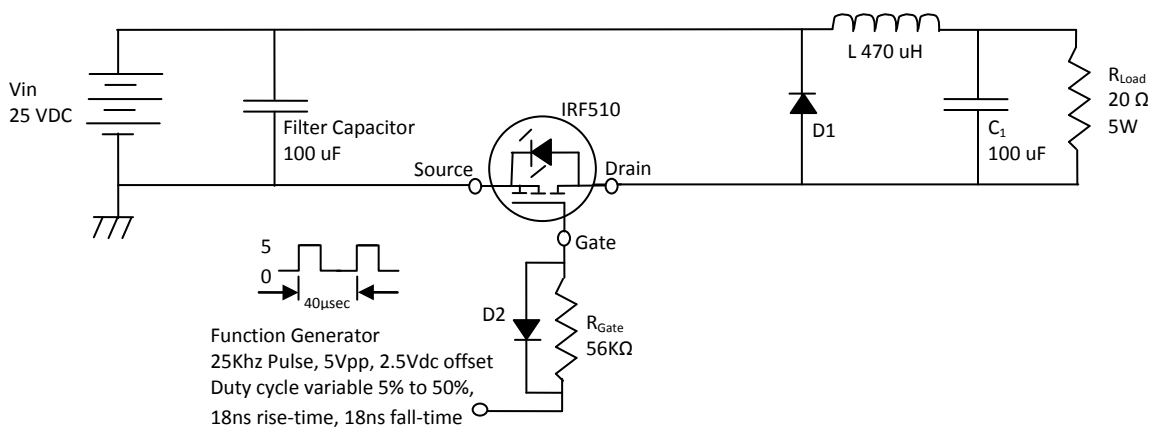 L 470 uH
Vin
25 VDC
Filter Capacitor
100 uF
IRF510
D1
C1
100 uF
RLoad
20 Ω
5W
Source
Drain
Gate
5
0
40µsec
D2
RGate
56KΩ
Function Generator
25Khz Pulse, 5Vpp, 2.5Vdc offset
Duty cycle variable 5% to 50%,
18ns rise-time, 18ns fall-time